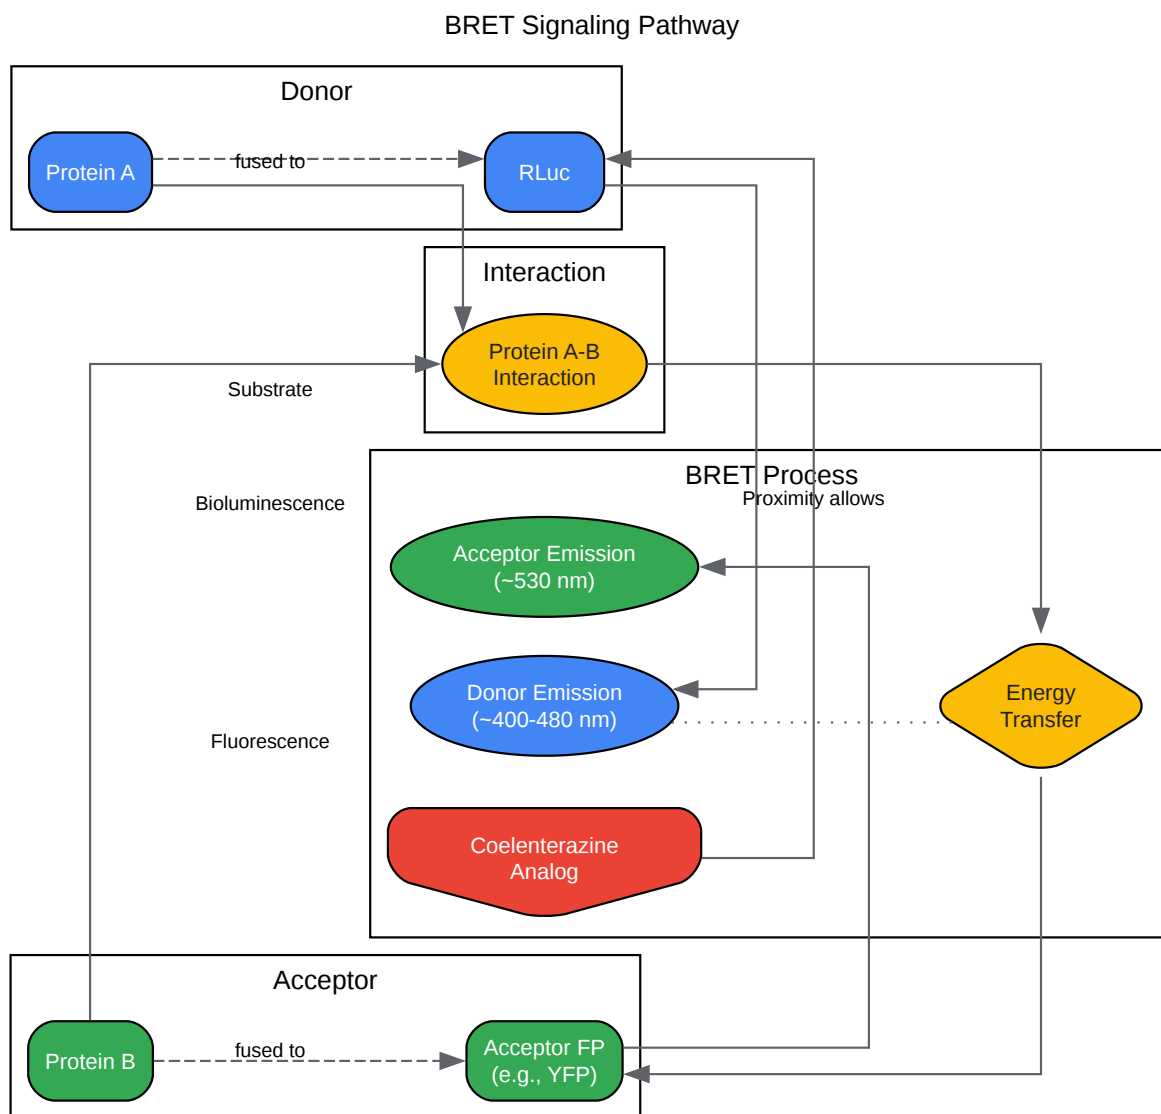 BRET Signaling Pathway
Donor
Protein A
fused to
RLuc
Interaction
Protein A-B
Interaction
Substrate
BRET Process
Proximity allows
Bioluminescence
Acceptor Emission
(~530 nm)
Donor Emission
(~400-480 nm)
Energy
Transfer
Fluorescence
Coelenterazine
Analog
Acceptor
Protein B
fused to
Acceptor FP
(e.g., YFP)